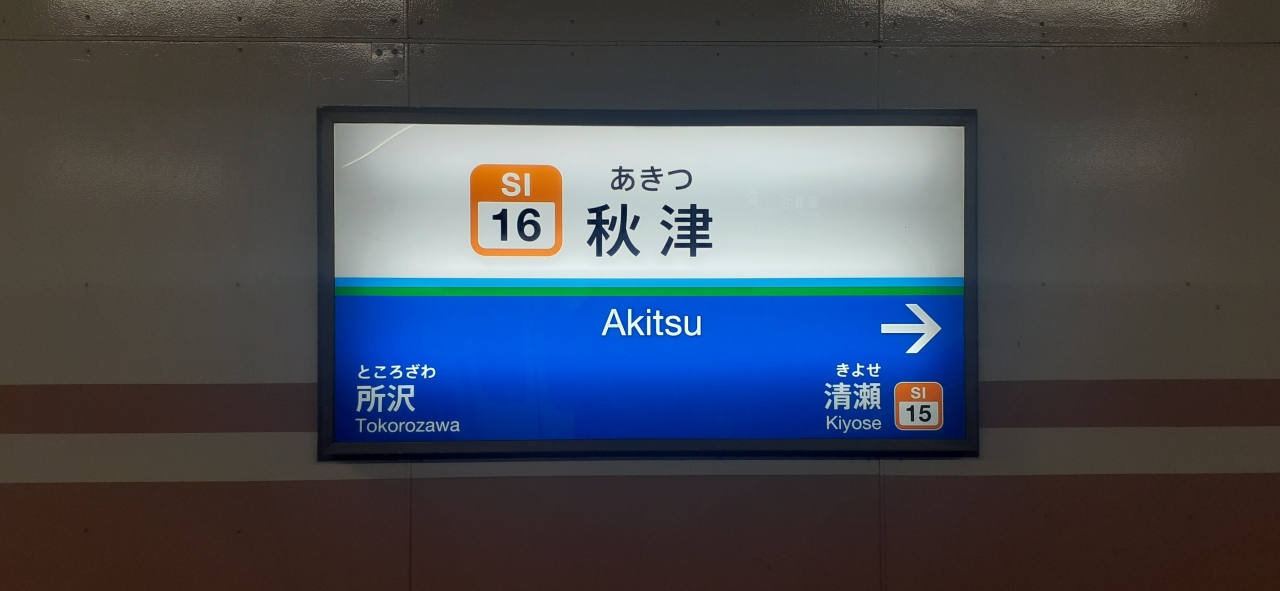 SI
16
あきつ
秋津
Akitsu
→
ところざわ
所沢
Tokorozawa
きよせ
清瀬
Kiyose
SI
15